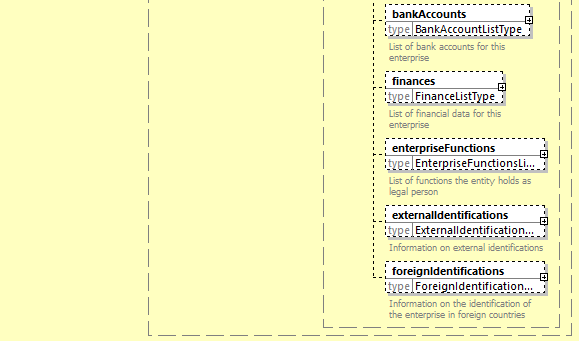 bankAccounts
type BankAccountListType
List of bank accounts for this
enterprise
finances
type FinanceListType
List of financial data for this
enterprise
enterpriseFunctions
type EnterpriseFunctionsLi...
List of functions the entity holds as
legal person
externalIdentifications
type ExternalIdentification...
Information on external identifications
foreignIdentifications
type ForeignIdentification...
Information on the identification of
the enterprise in foreign countries